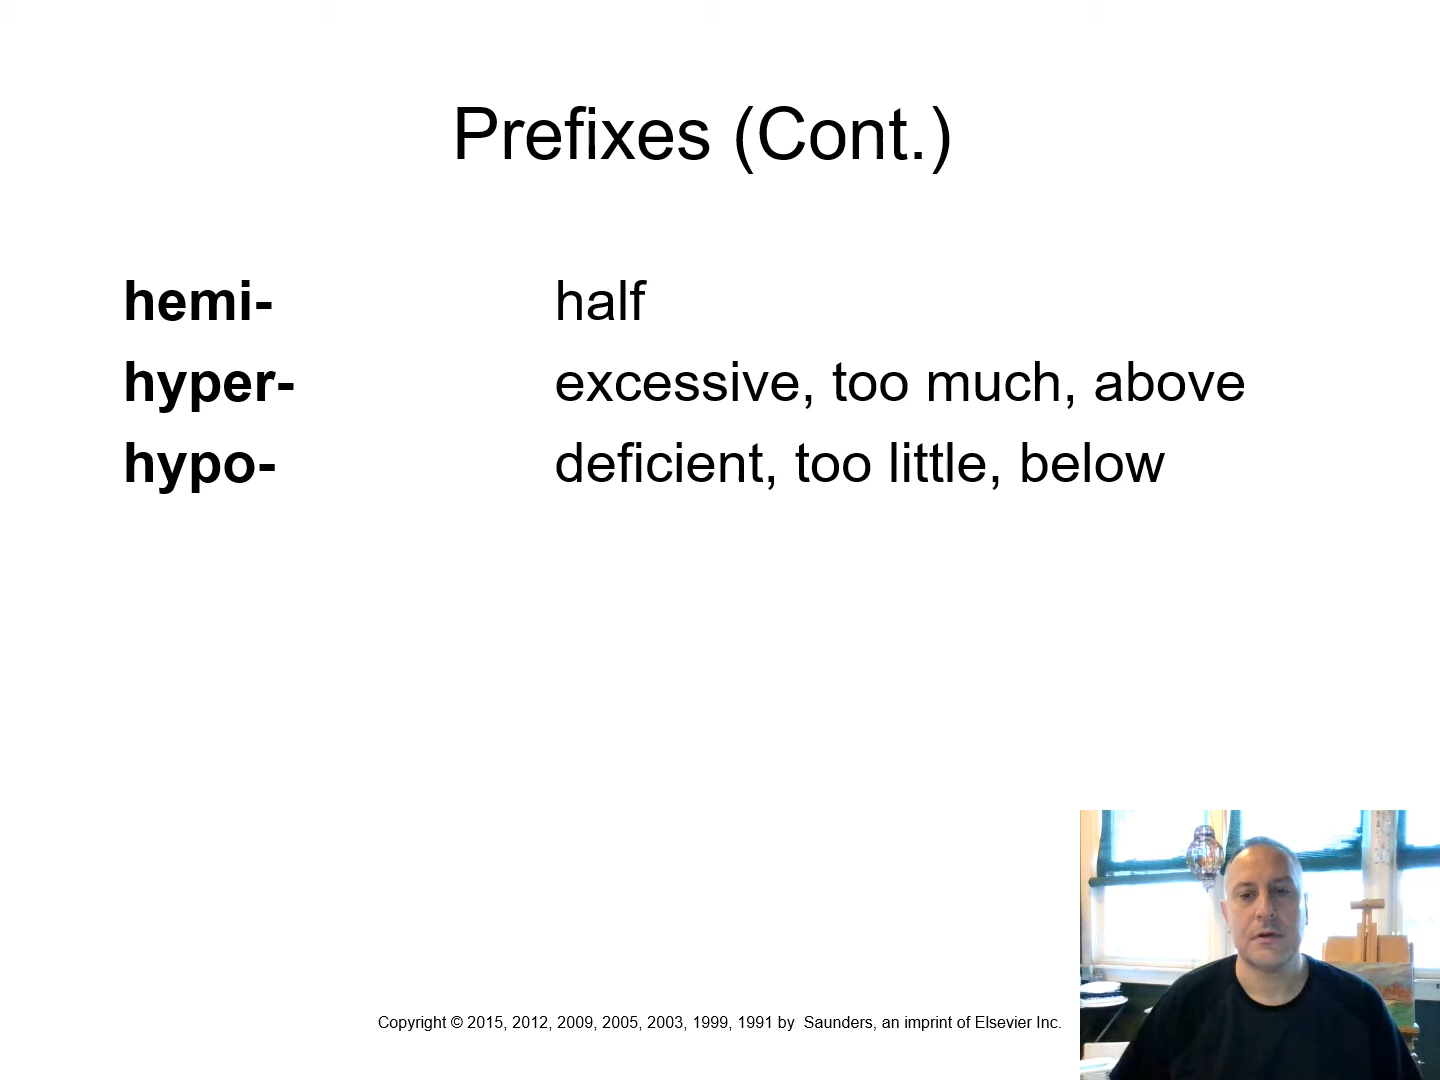 Prefixes (Cont.)
hemi- half
hyper- excessive, too much, above
hypo- deficient, too little, below
Copyright © 2015, 2012, 2009, 2005, 2003, 1999, 1991 by Saunders, an imprint of Elsevier Inc.